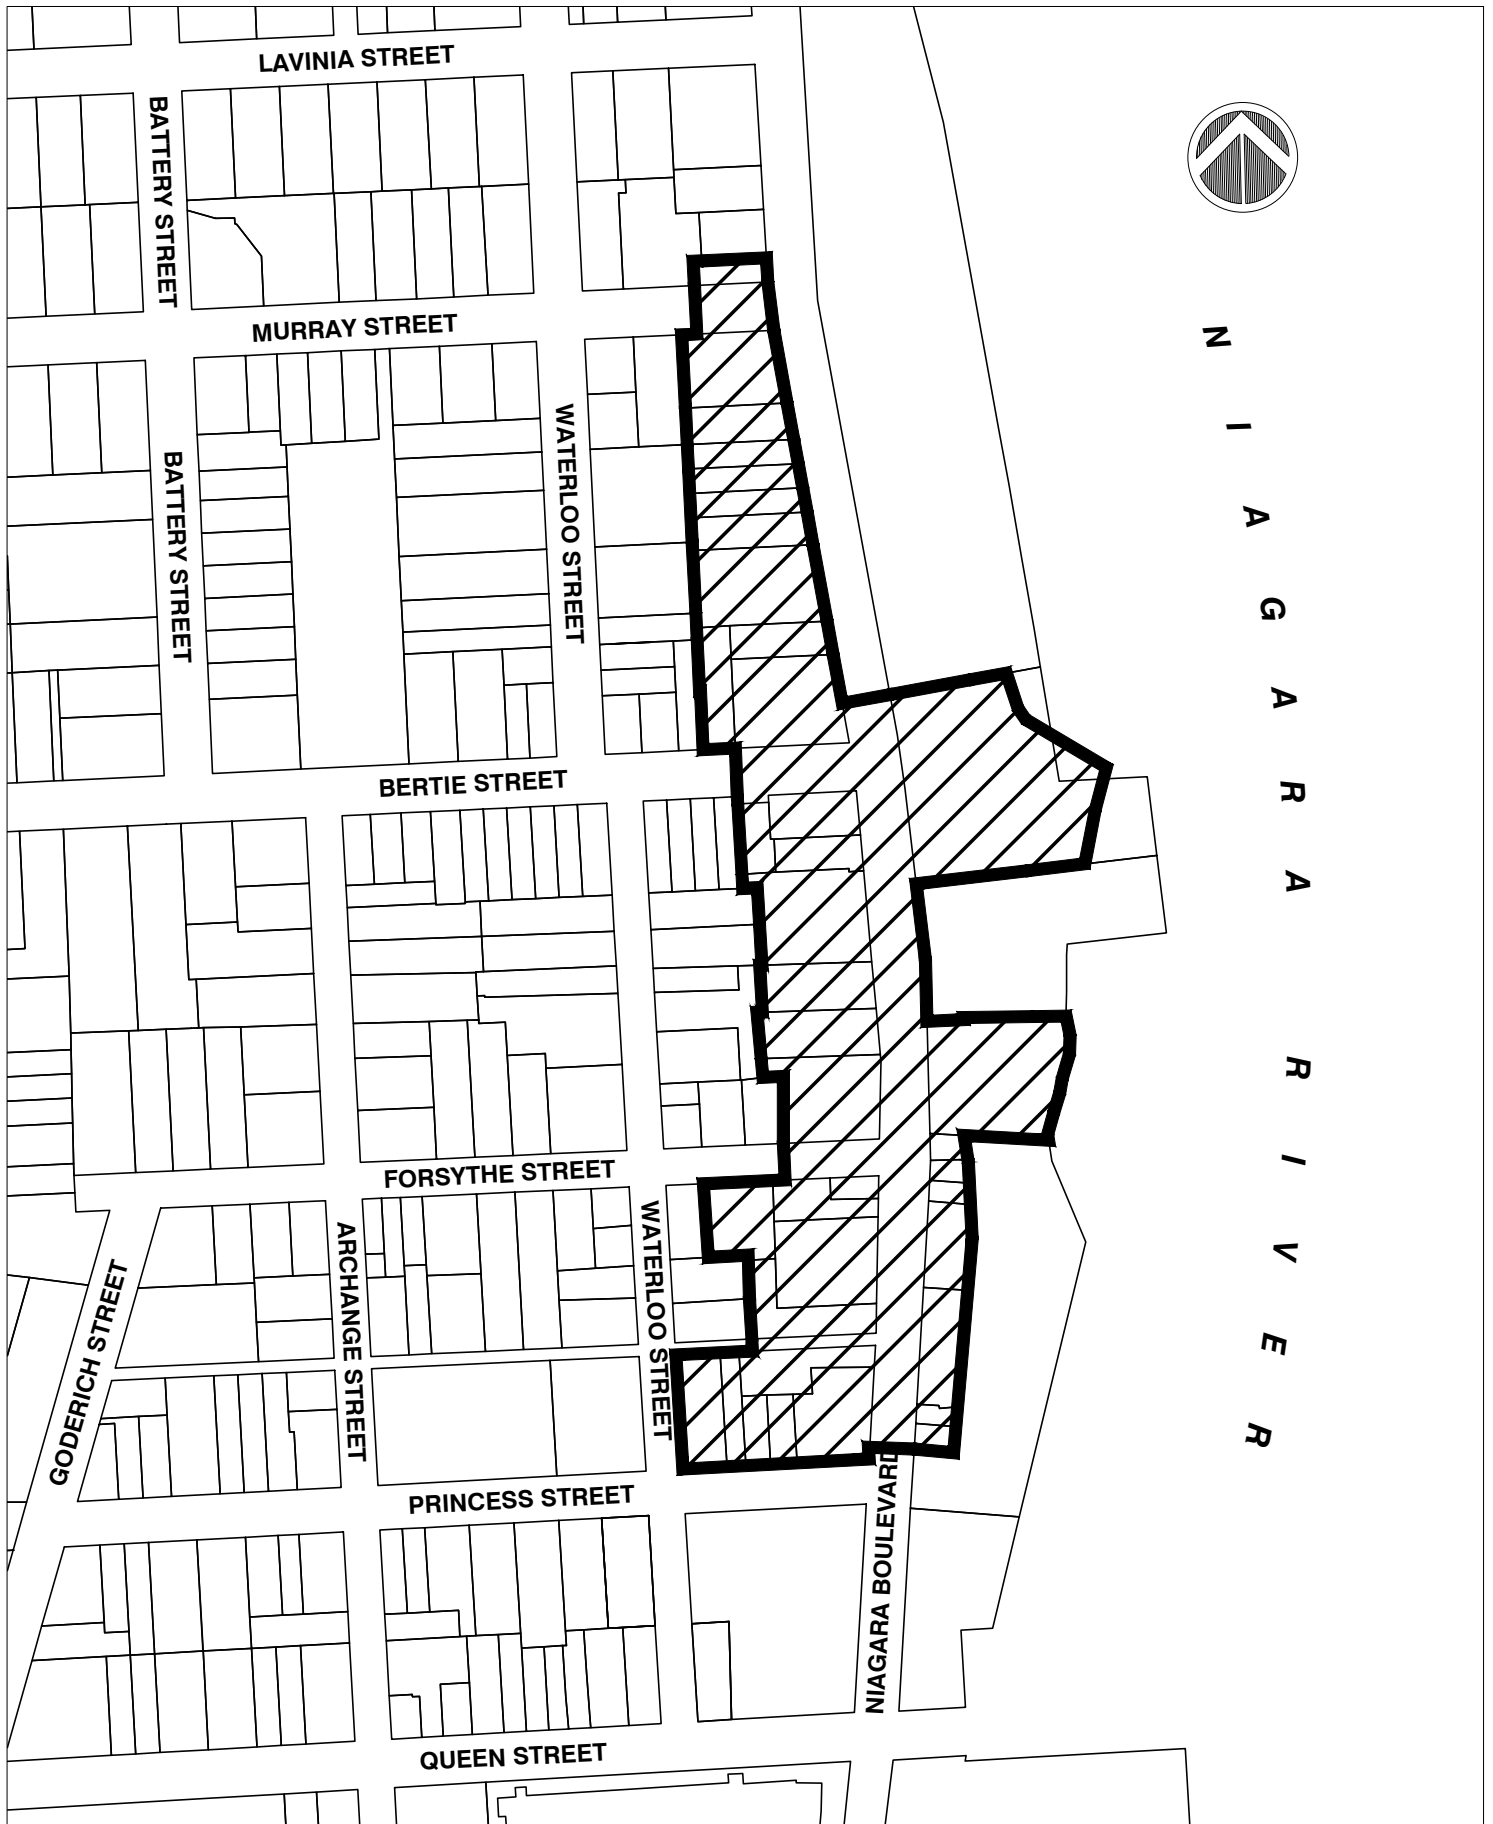 LAVINIA STREET
BATTERY STREET
MURRAY STREET
WATERLOO STREET
BATTERY STREET
BERTIE STREET
FORSYTHE STREET
WATERLOO STREET
ARCHANGE STREET
GODERICH STREET
PRINCESS STREET
NIAGARA BOULEVARD
QUEEN STREET
NIAGARA RIVER